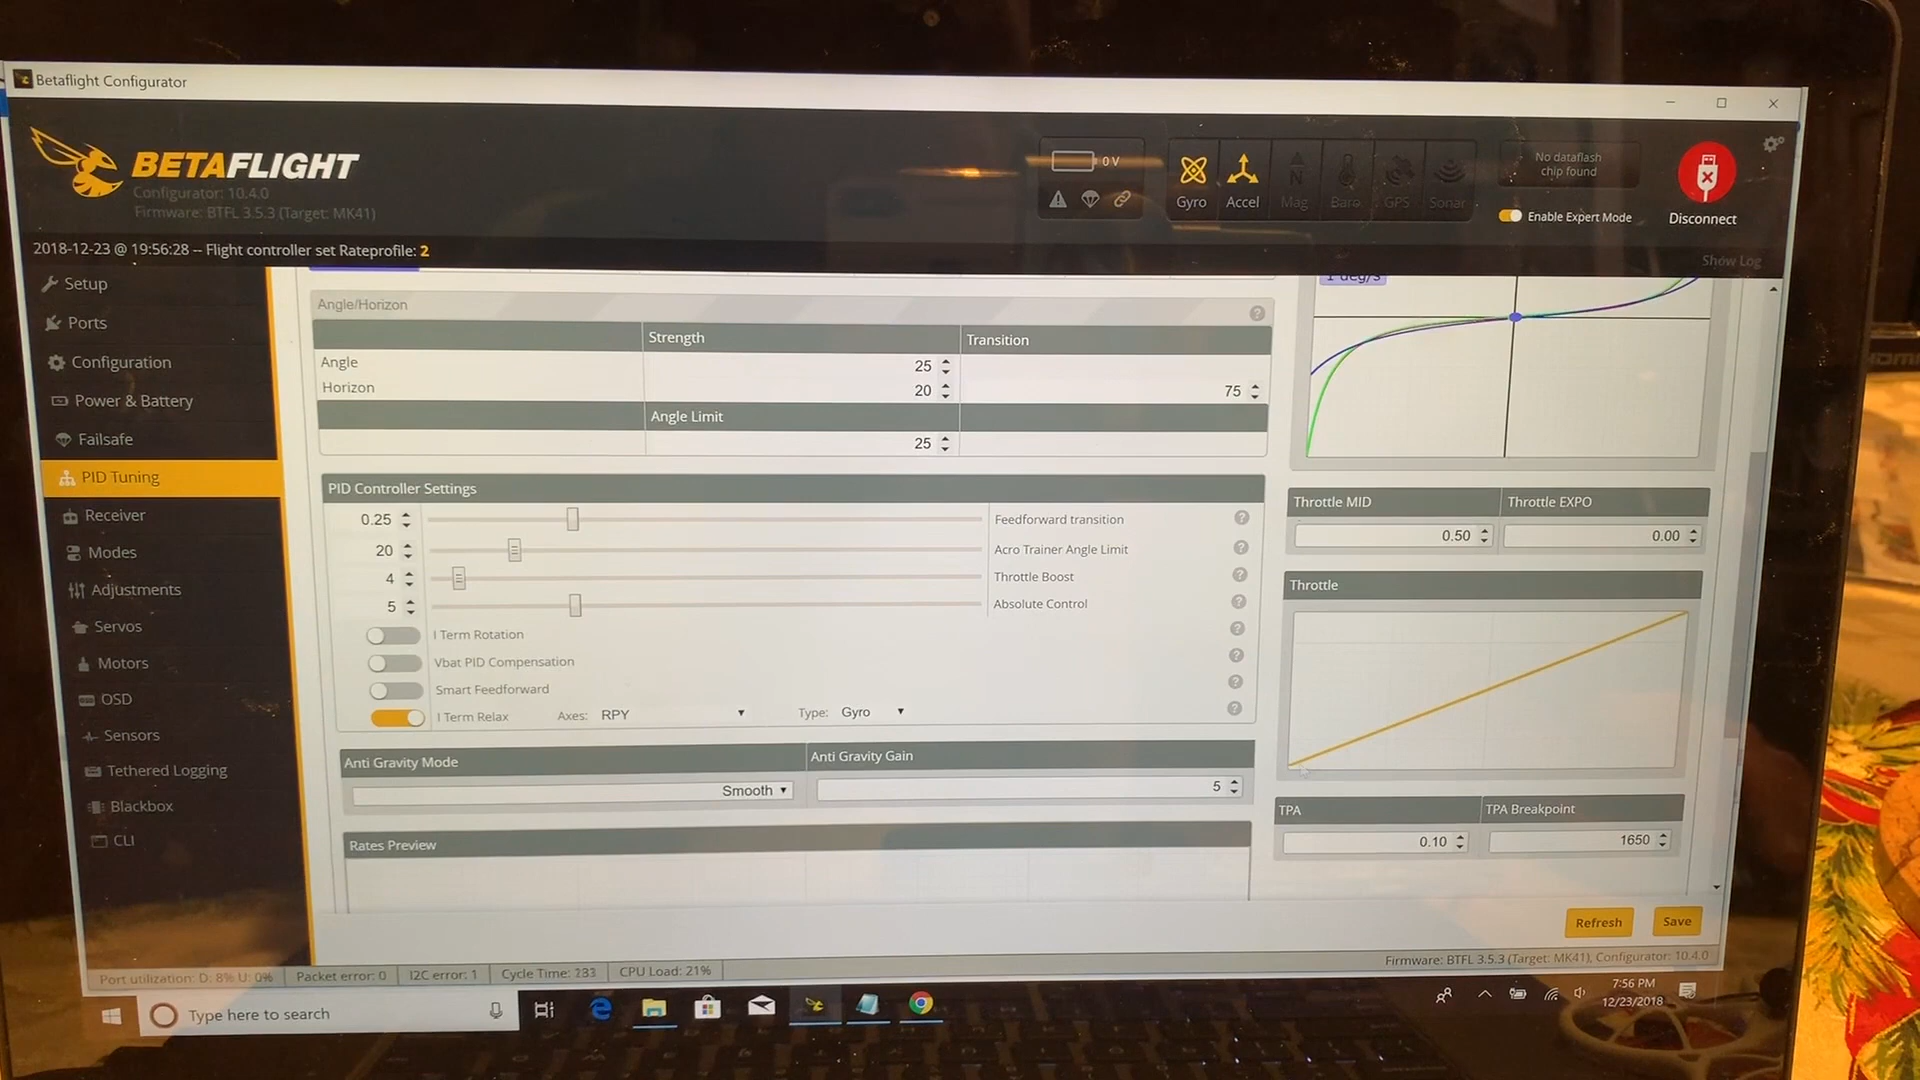 Betaflight Configurator
BETAFLIGHT
Configurator: 10.4.0
Firmware: BTFL 3.5.3 (Target: MK41)
0 V
Gyro
Accel
Mag
Baro
GPS
Sonar
No dataflash
chip found
Enable Expert Mode
Disconnect
2018-12-23 @ 19:56:28 -- Flight controller set Rateprofile: 2
Show Log
Setup
Ports
Configuration
Power & Battery
Failsafe
PID Tuning
Receiver
Modes
Adjustments
Servos
Motors
OSD
Sensors
Tethered Logging
Blackbox
CLI
Angle/Horizon
Strength Transition
Angle 25
Horizon 20 75
Angle Limit
25
PID Controller Settings
0.25 Feedforward transition
20 Acro Trainer Angle Limit
4 Throttle Boost
5 Absolute Control
I Term Rotation
Vbat PID Compensation
Smart Feedforward
I Term Relax Axes: RPY Type: Gyro
Anti Gravity Mode Anti Gravity Gain
Smooth 5
Rates Preview
deg/s
Throttle MID Throttle EXPO
0.50 0.00
Throttle
TPA TPA Breakpoint
0.10 1650
Refresh Save
Port utilization: D: 8% U: 0% Packet error: 0 I2C error: 1 Cycle Time: 233 CPU Load: 21%
Firmware: BTFL 3.5.3 (Target: MK41), Configurator: 10.4.0
Type here to search
7:56 PM
12/23/2018